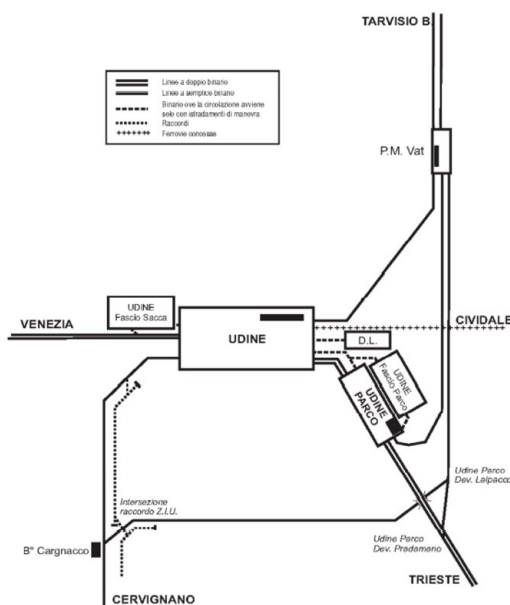 TARVISIO B.
Linee a doppio binario
Linee a semplice binario
Binario ove la circolazione avviene
solo con istradamenti di manovra
Raccordi
Ferrovie concesse
P.M. Vat
UDINE
Fascio Sacca
VENEZIA
UDINE
CIVIDALE
D.L.
UDINE
Fascio Parco
UDINE
PARCO
Udine Parco
Dev. Laipacco
Intersezione
raccordo Z.I.U.
Udine Parco
Dev. Pradamano
B° Cargnacco
TRIESTE
CERVIGNANO